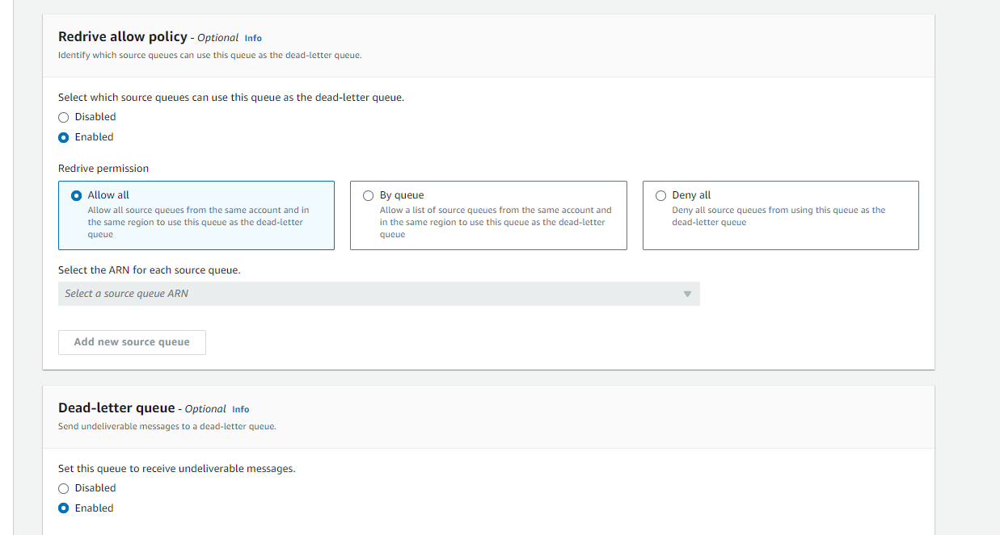 Redrive allow policy - Optional Info
Identify which source queues can use this queue as the dead-letter queue.
Select which source queues can use this queue as the dead-letter queue.
Disabled
Enabled
Redrive permission
Allow all
Allow all source queues from the same account and in
the same region to use this queue as the dead-letter
queue
By queue
Allow a list of source queues from the same account and
in the same region to use this queue as the dead-letter
queue
Deny all
Deny all source queues from using this queue as the
dead-letter queue
Select the ARN for each source queue.
Select a source queue ARN
Add new source queue
Dead-letter queue - Optional Info
Send undeliverable messages to a dead-letter queue.
Set this queue to receive undeliverable messages.
Disabled
Enabled